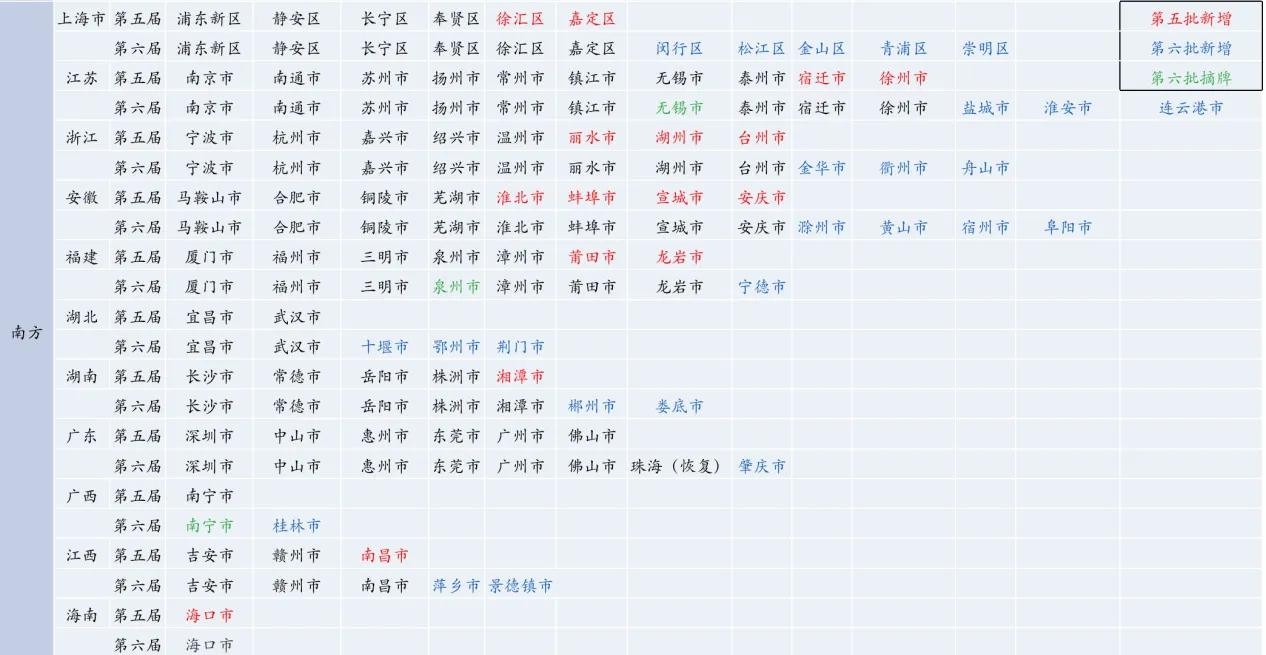 上海市 第五届 浦东新区 静安区 长宁区 奉贤区 徐汇区 嘉定区 第五批新增
第六届 浦东新区 静安区 长宁区 奉贤区 徐汇区 嘉定区 闵行区 松江区 金山区 青浦区 崇明区 第六批新增
江苏 第五届 南京市 南通市 苏州市 扬州市 常州市 镇江市 无锡市 泰州市 宿迁市 徐州市 第六批摘牌
第六届 南京市 南通市 苏州市 扬州市 常州市 镇江市 无锡市 泰州市 宿迁市 徐州市 盐城市 淮安市 连云港市
浙江 第五届 宁波市 杭州市 嘉兴市 绍兴市 温州市 丽水市 湖州市 台州市
第六届 宁波市 杭州市 嘉兴市 绍兴市 温州市 丽水市 湖州市 台州市 金华市 衢州市 舟山市
安徽 第五届 马鞍山市 合肥市 铜陵市 芜湖市 淮北市 蚌埠市 宣城市 安庆市
第六届 马鞍山市 合肥市 铜陵市 芜湖市 淮北市 蚌埠市 宣城市 安庆市 滁州市 黄山市 宿州市 阜阳市
福建 第五届 厦门市 福州市 三明市 泉州市 漳州市 莆田市 龙岩市
第六届 厦门市 福州市 三明市 泉州市 漳州市 莆田市 龙岩市 宁德市
湖北 第五届 宜昌市 武汉市
南方
第六届 宜昌市 武汉市 十堰市 鄂州市 荆门市
湖南 第五届 长沙市 常德市 岳阳市 株洲市 湘潭市
第六届 长沙市 常德市 岳阳市 株洲市 湘潭市 郴州市 娄底市
广东 第五届 深圳市 中山市 惠州市 东莞市 广州市 佛山市
第六届 深圳市 中山市 惠州市 东莞市 广州市 佛山市 珠海（恢复） 肇庆市
广西 第五届 南宁市
第六届 南宁市 桂林市
江西 第五届 吉安市 赣州市 南昌市
第六届 吉安市 赣州市 南昌市 萍乡市 景德镇市
海南 第五届 海口市
第六届 海口市